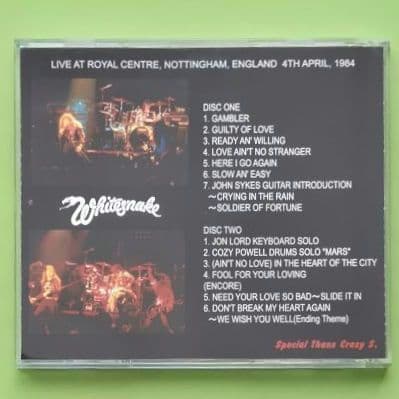 LIVE AT ROYAL CENTRE, NOTTINGHAM, ENGLAND 4TH APRIL, 1984
DISC ONE
1. GAMBLER
2. GUILTY OF LOVE
3. READY AN' WILLING
4. LOVE AIN'T NO STRANGER
5. HERE I GO AGAIN
6. SLOW AN' EASY
7. JOHN SYKES GUITAR INTRODUCTION
～CRYING IN THE RAIN
～SOLDIER OF FORTUNE
Whitesnake
DISC TWO
1. JON LORD KEYBOARD SOLO
2. COZY POWELL DRUMS SOLO "MARS"
3. (AIN'T NO LOVE) IN THE HEART OF THE CITY
4. FOOL FOR YOUR LOVING
(ENCORE)
5. NEED YOUR LOVE SO BAD～SLIDE IT IN
6. DON'T BREAK MY HEART AGAIN
～WE WISH YOU WELL(Ending Theme)
Special Thans Crazy S.